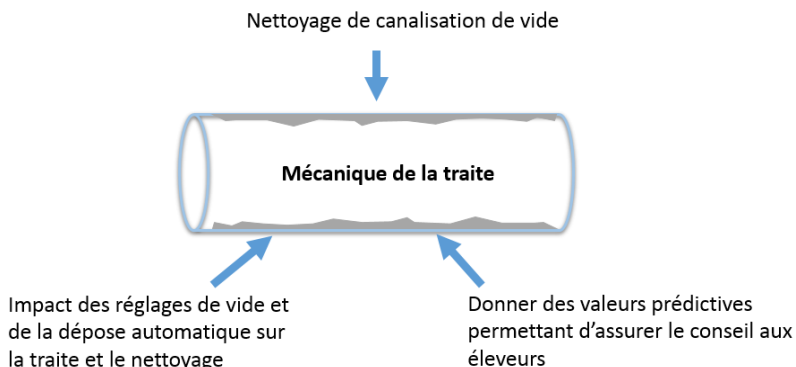 Nettoyage de canalisation de vide
Mécanique de la traite
Impact des réglages de vide et
de la dépose automatique sur
la traite et le nettoyage
Donner des valeurs prédictives
permettant d'assurer le conseil aux
éleveurs